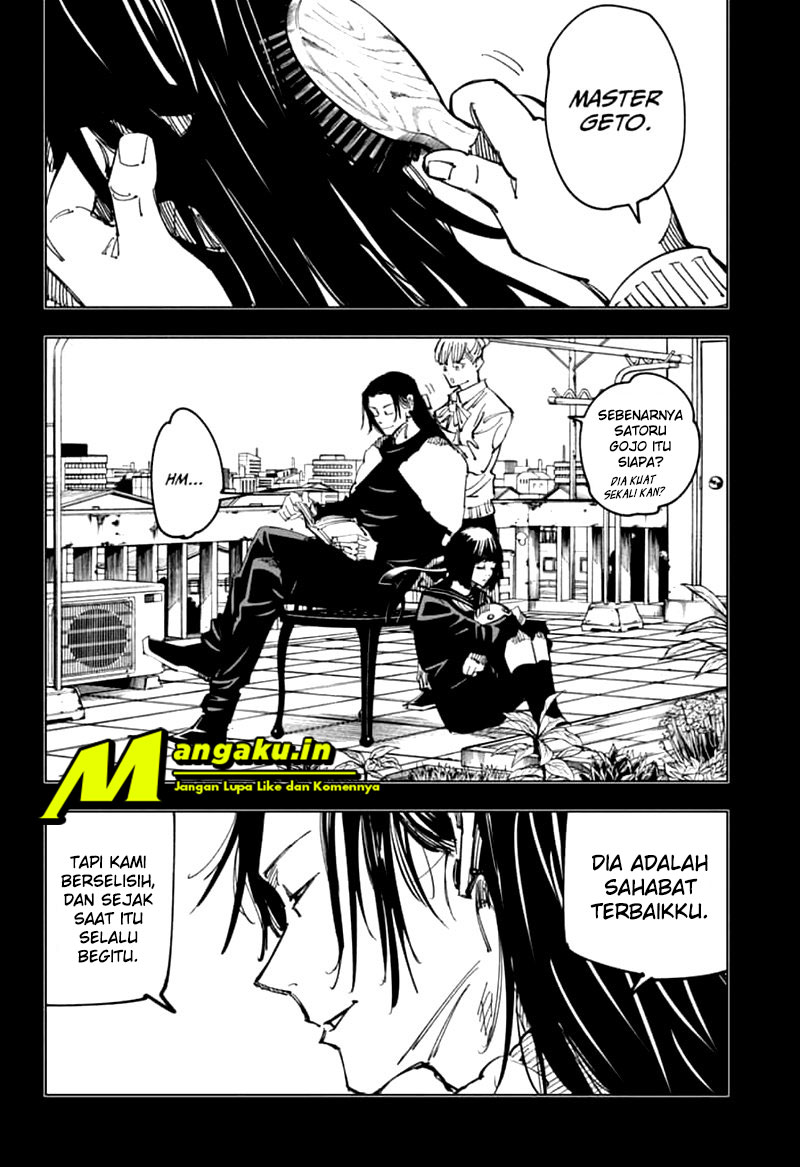 MASTER
GETO.
SEBENARNYA
SATORU
GOJO ITU
SIAPA?
DIA KUAT
SEKALI KAN?
HM...
Mangaku.in
Jangan Lupa Like dan Komennya
DIA ADALAH
SAHABAT
TERBAIKKU.
TAPI KAMI
BERSELISIH,
DAN SEJAK
SAAT ITU
SELALU
BEGITU.